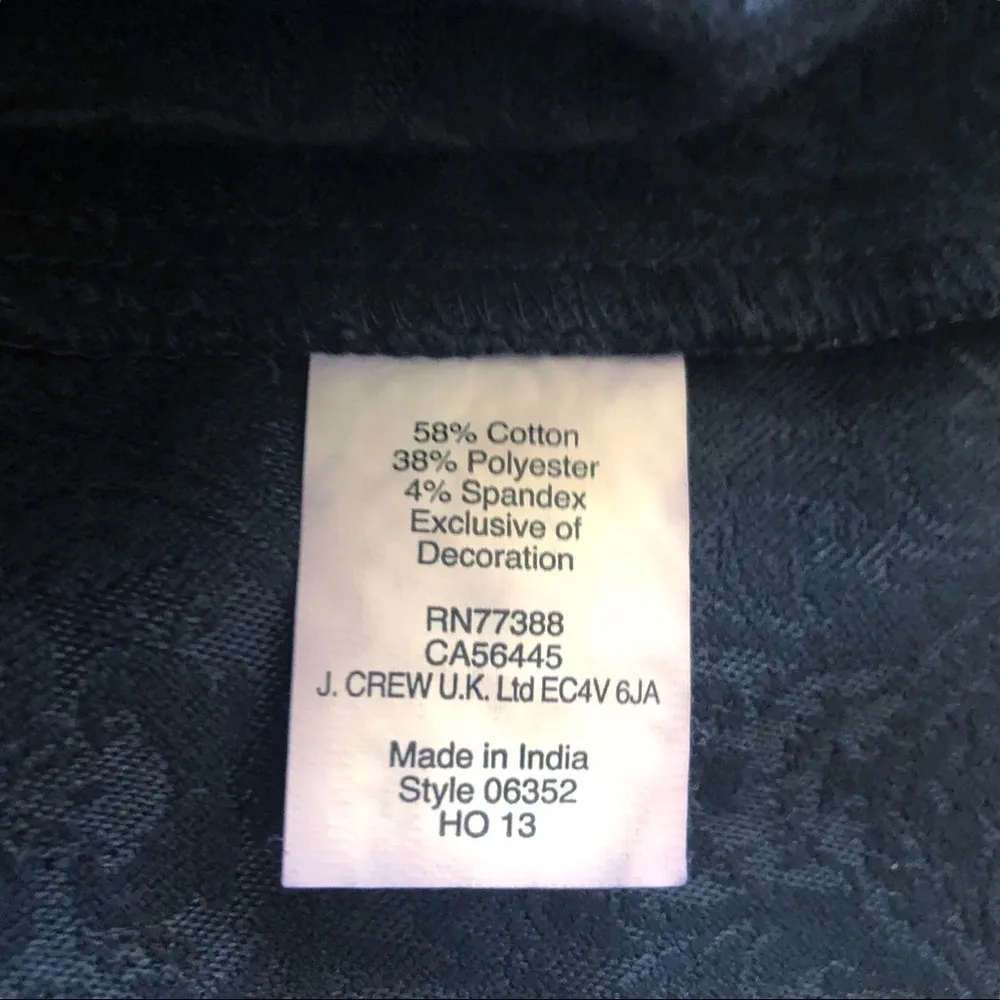 58% Cotton
38% Polyester
4% Spandex
Exclusive of
Decoration
RN77388
CA56445
J. CREW U.K. Ltd EC4V 6JA
Made in India
Style 06352
HO 13